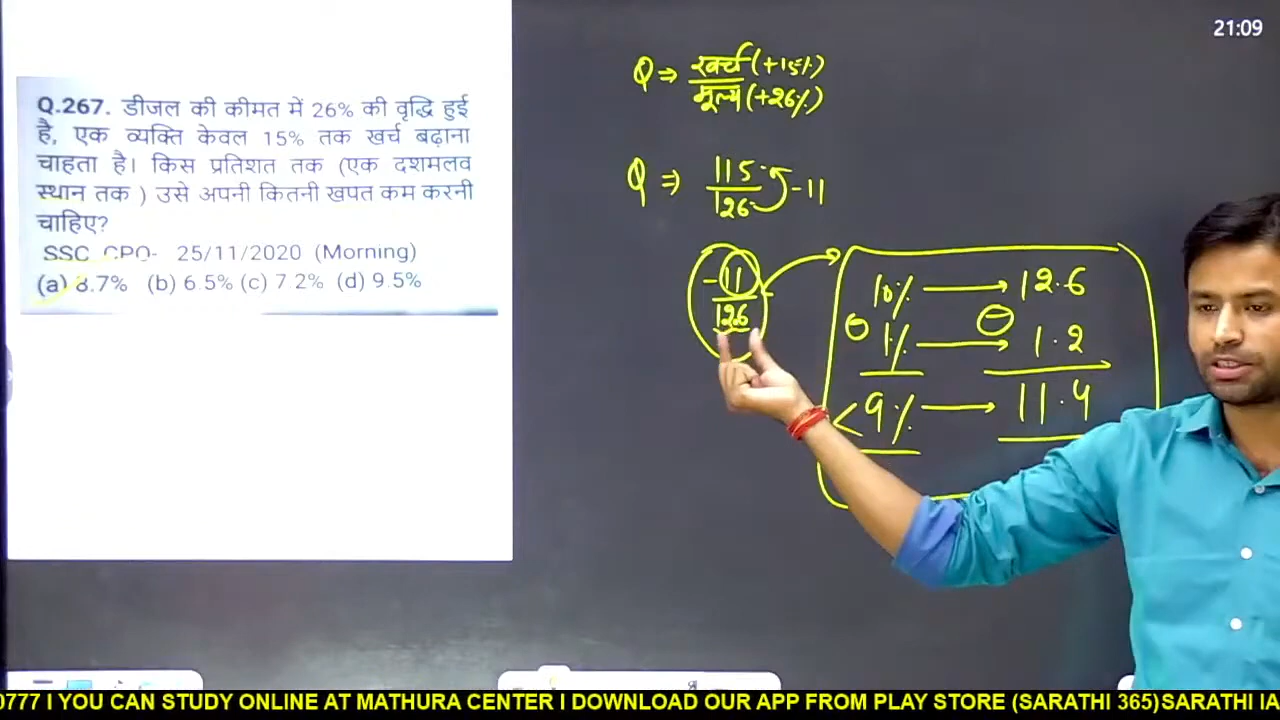 21:09
Q.267. डीजल की कीमत में 26% की वृद्धि हुई
है, एक व्यक्ति केवल 15% तक खर्च बढ़ाना
चाहता है। किस प्रतिशत तक (एक दशमलव
स्थान तक ) उसे अपनी कितनी खपत कम करनी
चाहिए?
SSC CPO- 25/11/2020 (Morning)
(a) 8.7% (b) 6.5% (c) 7.2% (d) 9.5%
Q ⇒ खर्च (+15%)
मूल्य (+26%)
Q ⇒ 115
126
-11
-11
126
10% → 12.6
⊖ 1% ⊖ → 1.2
<9% → 11.4
0777 I YOU CAN STUDY ONLINE AT MATHURA CENTER I DOWNLOAD OUR APP FROM PLAY STORE (SARATHI 365)SARATHI IA